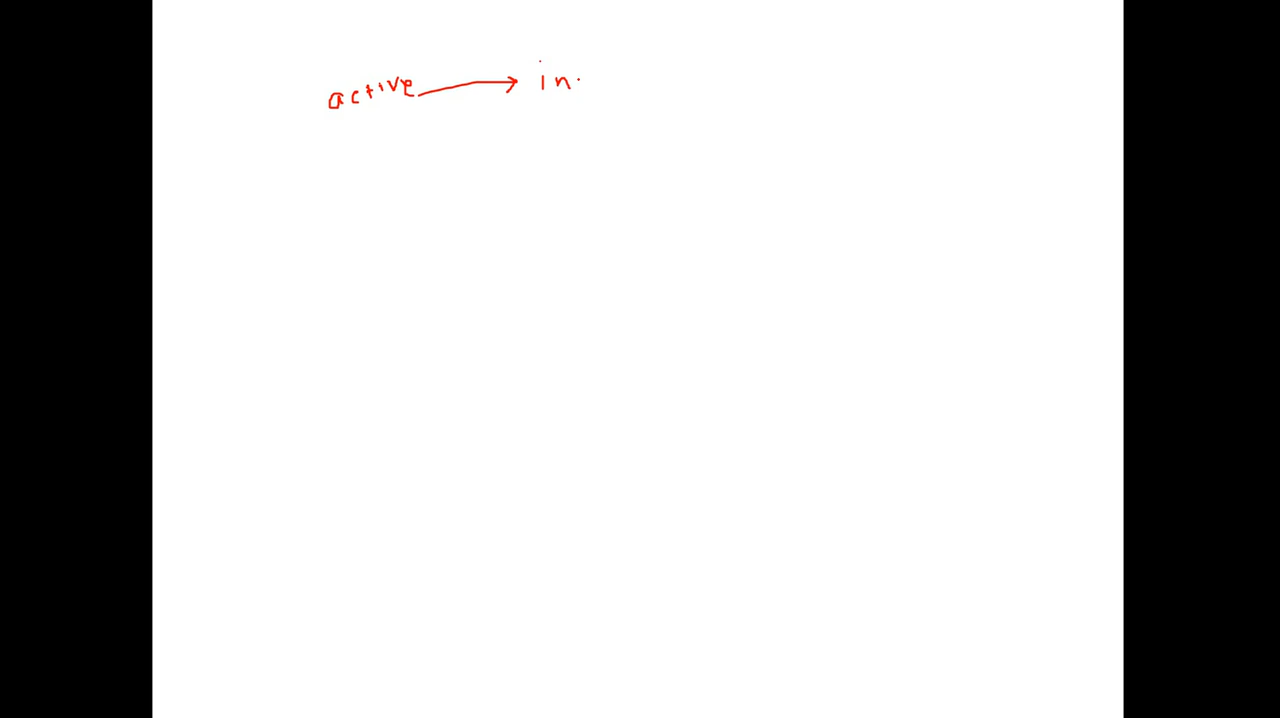 active → in.